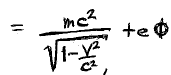 = mc² / √(1 - v²/c²) + eΦ